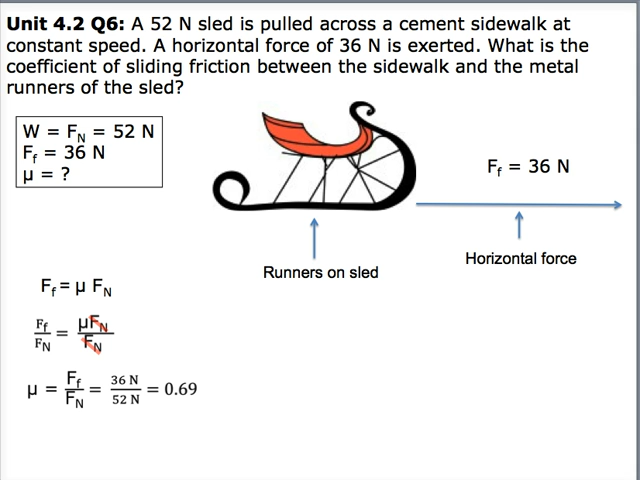 Unit 4.2 Q6: A 52 N sled is pulled across a cement sidewalk at
constant speed. A horizontal force of 36 N is exerted. What is the
coefficient of sliding friction between the sidewalk and the metal
runners of the sled?
W = FN = 52 N
Ff = 36 N
μ = ?
Ff = 36 N
Runners on sled
Horizontal force
Ff = μ FN
Ff/FN = μFN/FN
μ = Ff/FN = 36 N/52 N = 0.69